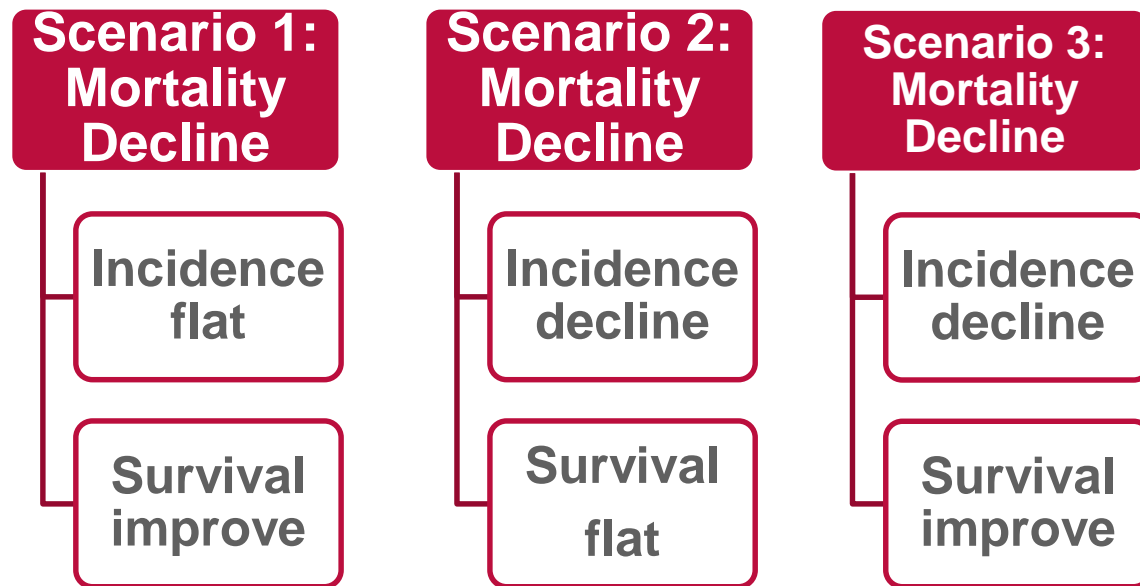 Scenario 1:
Mortality
Decline
Incidence
flat
Survival
improve
Scenario 2:
Mortality
Decline
Incidence
decline
Survival
flat
Scenario 3:
Mortality
Decline
Incidence
decline
Survival
improve